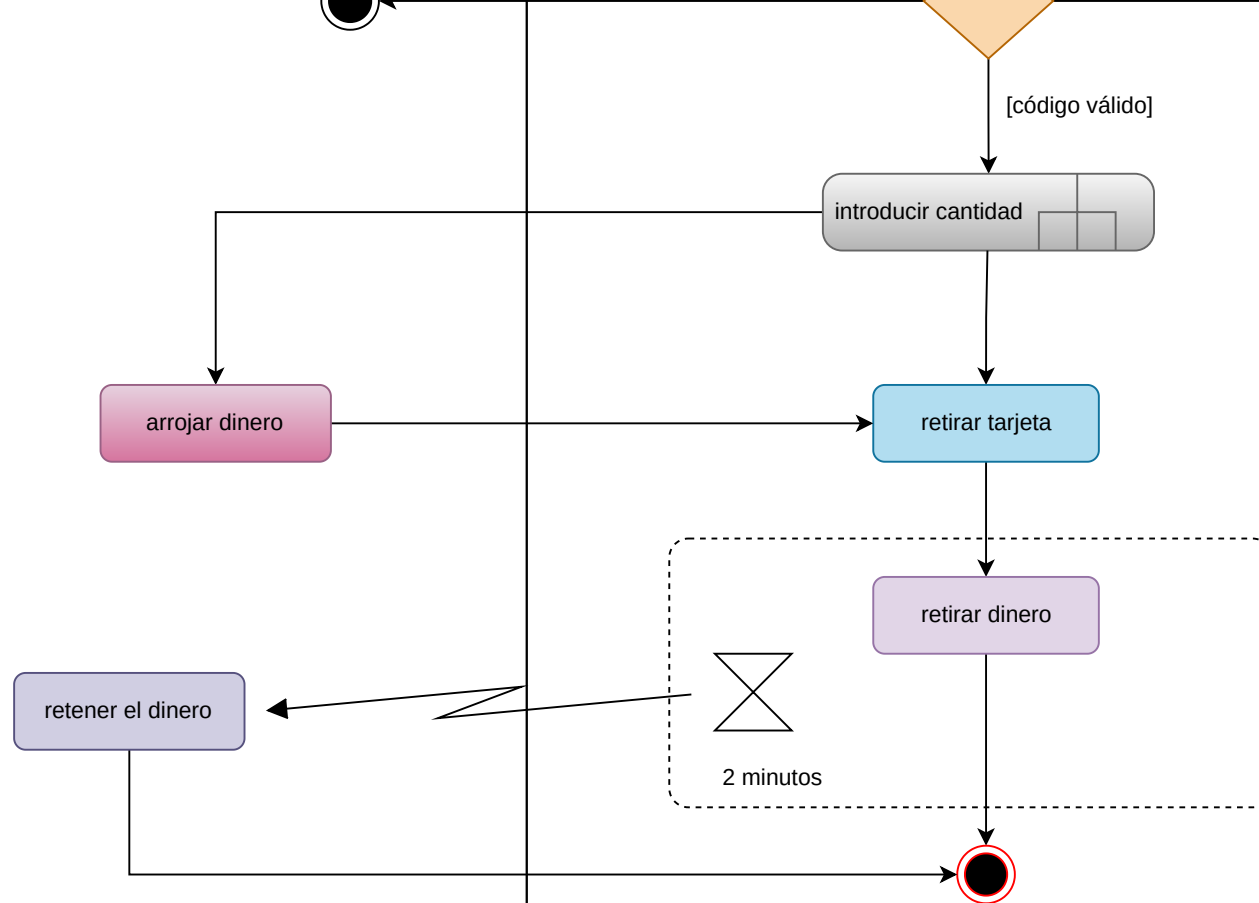 [código válido]
introducir cantidad
arrojar dinero
retirar tarjeta
retirar dinero
retener el dinero
2 minutos